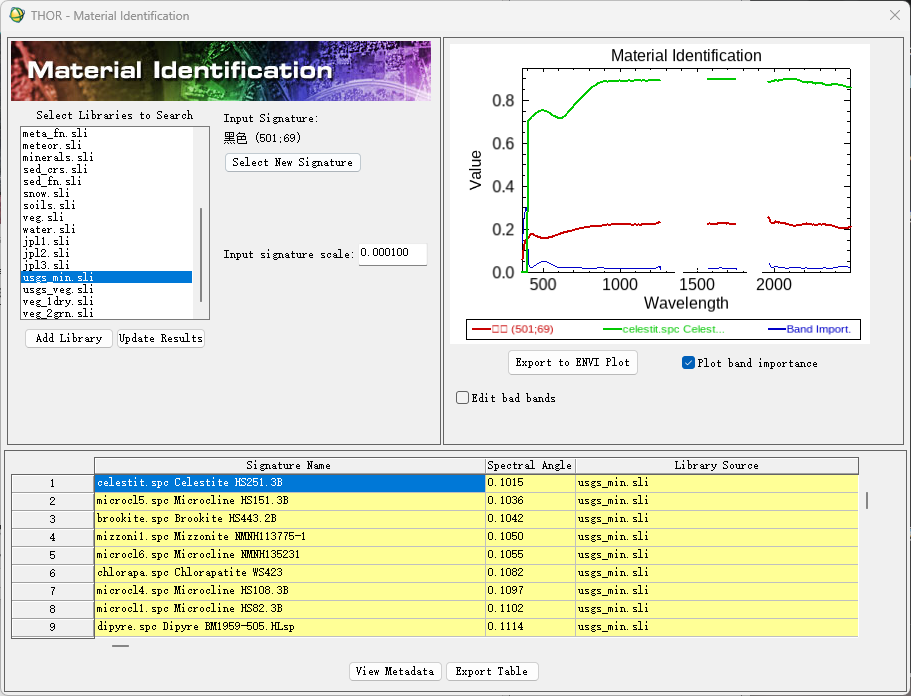 THOR - Material Identification
Material Identification
Select Libraries to Search
meta_fn.sli
meteor.sli
minerals.sli
sed_crs.sli
sed_fn.sli
snow.sli
soils.sli
veg.sli
water.sli
jpl1.sli
jpl2.sli
jpl3.sli
usgs_min.sli
usgs_veg.sli
veg_1dry.sli
veg_2grn.sli
Add Library
Update Results
Input Signature:
黑色 (501;69)
Select New Signature
Input signature scale:
0.000100
Material Identification
Value
0.8
0.6
0.4
0.2
0.0
500
1000
1500
2000
Wavelength
□□ (501;69)
celestit.spc Celest...
Band Import.
Export to ENVI Plot
Plot band importance
Edit bad bands
Signature Name Spectral Angle Library Source
1 celestit.spc Celestite HS251.3B 0.1015 usgs_min.sli
2 microcl5.spc Microcline HS151.3B 0.1036 usgs_min.sli
3 brookite.spc Brookite HS443.2B 0.1042 usgs_min.sli
4 mizzoni1.spc Mizzonite NMNH113775-1 0.1050 usgs_min.sli
5 microcl6.spc Microcline NMNH135231 0.1055 usgs_min.sli
6 chlorapa.spc Chlorapatite WS423 0.1082 usgs_min.sli
7 microcl4.spc Microcline HS108.3B 0.1097 usgs_min.sli
8 microcl1.spc Microcline HS82.3B 0.1102 usgs_min.sli
9 dipyre.spc Dipyre BM1959-505.HLsp 0.1114 usgs_min.sli
View Metadata
Export Table